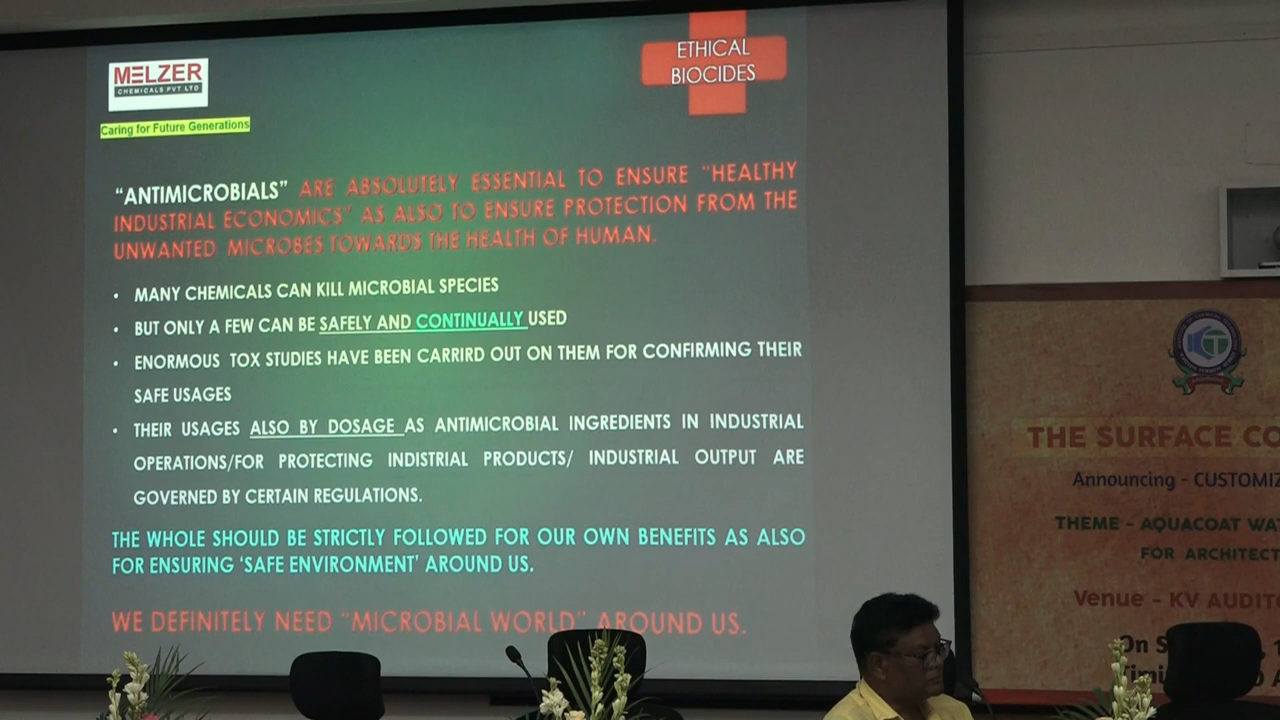 MELZER
CHEMICALS PVT LTD
Caring for Future Generations
ETHICAL
BIOCIDES
“ANTIMICROBIALS” ARE ABSOLUTELY ESSENTIAL TO ENSURE “HEALTHY
INDUSTRIAL ECONOMICS” AS ALSO TO ENSURE PROTECTION FROM THE
UNWANTED MICROBES TOWARDS THE HEALTH OF HUMAN.
• MANY CHEMICALS CAN KILL MICROBIAL SPECIES
• BUT ONLY A FEW CAN BE SAFELY AND CONTINUALLY USED
• ENORMOUS TOX STUDIES HAVE BEEN CARRIRD OUT ON THEM FOR CONFIRMING THEIR
SAFE USAGES
• THEIR USAGES ALSO BY DOSAGE AS ANTIMICROBIAL INGREDIENTS IN INDUSTRIAL
OPERATIONS/FOR PROTECTING INDISTRIAL PRODUCTS/ INDUSTRIAL OUTPUT ARE
GOVERNED BY CERTAIN REGULATIONS.
THE WHOLE SHOULD BE STRICTLY FOLLOWED FOR OUR OWN BENEFITS AS ALSO
FOR ENSURING ‘SAFE ENVIRONMENT’ AROUND US.
WE DEFINITELY NEED “MICROBIAL WORLD” AROUND US.
THE SURFACE CO
Announcing - CUSTOMIZ
THEME - AQUACOAT WA
FOR ARCHITECT
Venue - KV AUDIT
On S